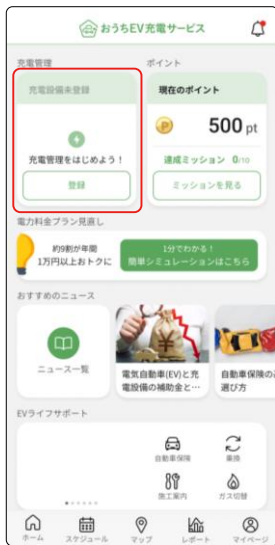 おうちEV充電サービス
充電管理
ポイント
充電設備未登録
現在のポイント
P
500 pt
充電管理をはじめよう！
達成ミッション 0/10
登録
ミッションを見る
電力料金プラン見直し
約9割が年間
1万円以上おトクに
1分でわかる！
簡単シミュレーションはこちら
おすすめのニュース
ニュース一覧
電気自動車(EV)と充
電設備の補助金と…
自動車保険の
選び方
EVライフサポート
自動車保険
乗換
施工案内
ガス切替
ホーム
スケジュール
マップ
レポート
マイページ